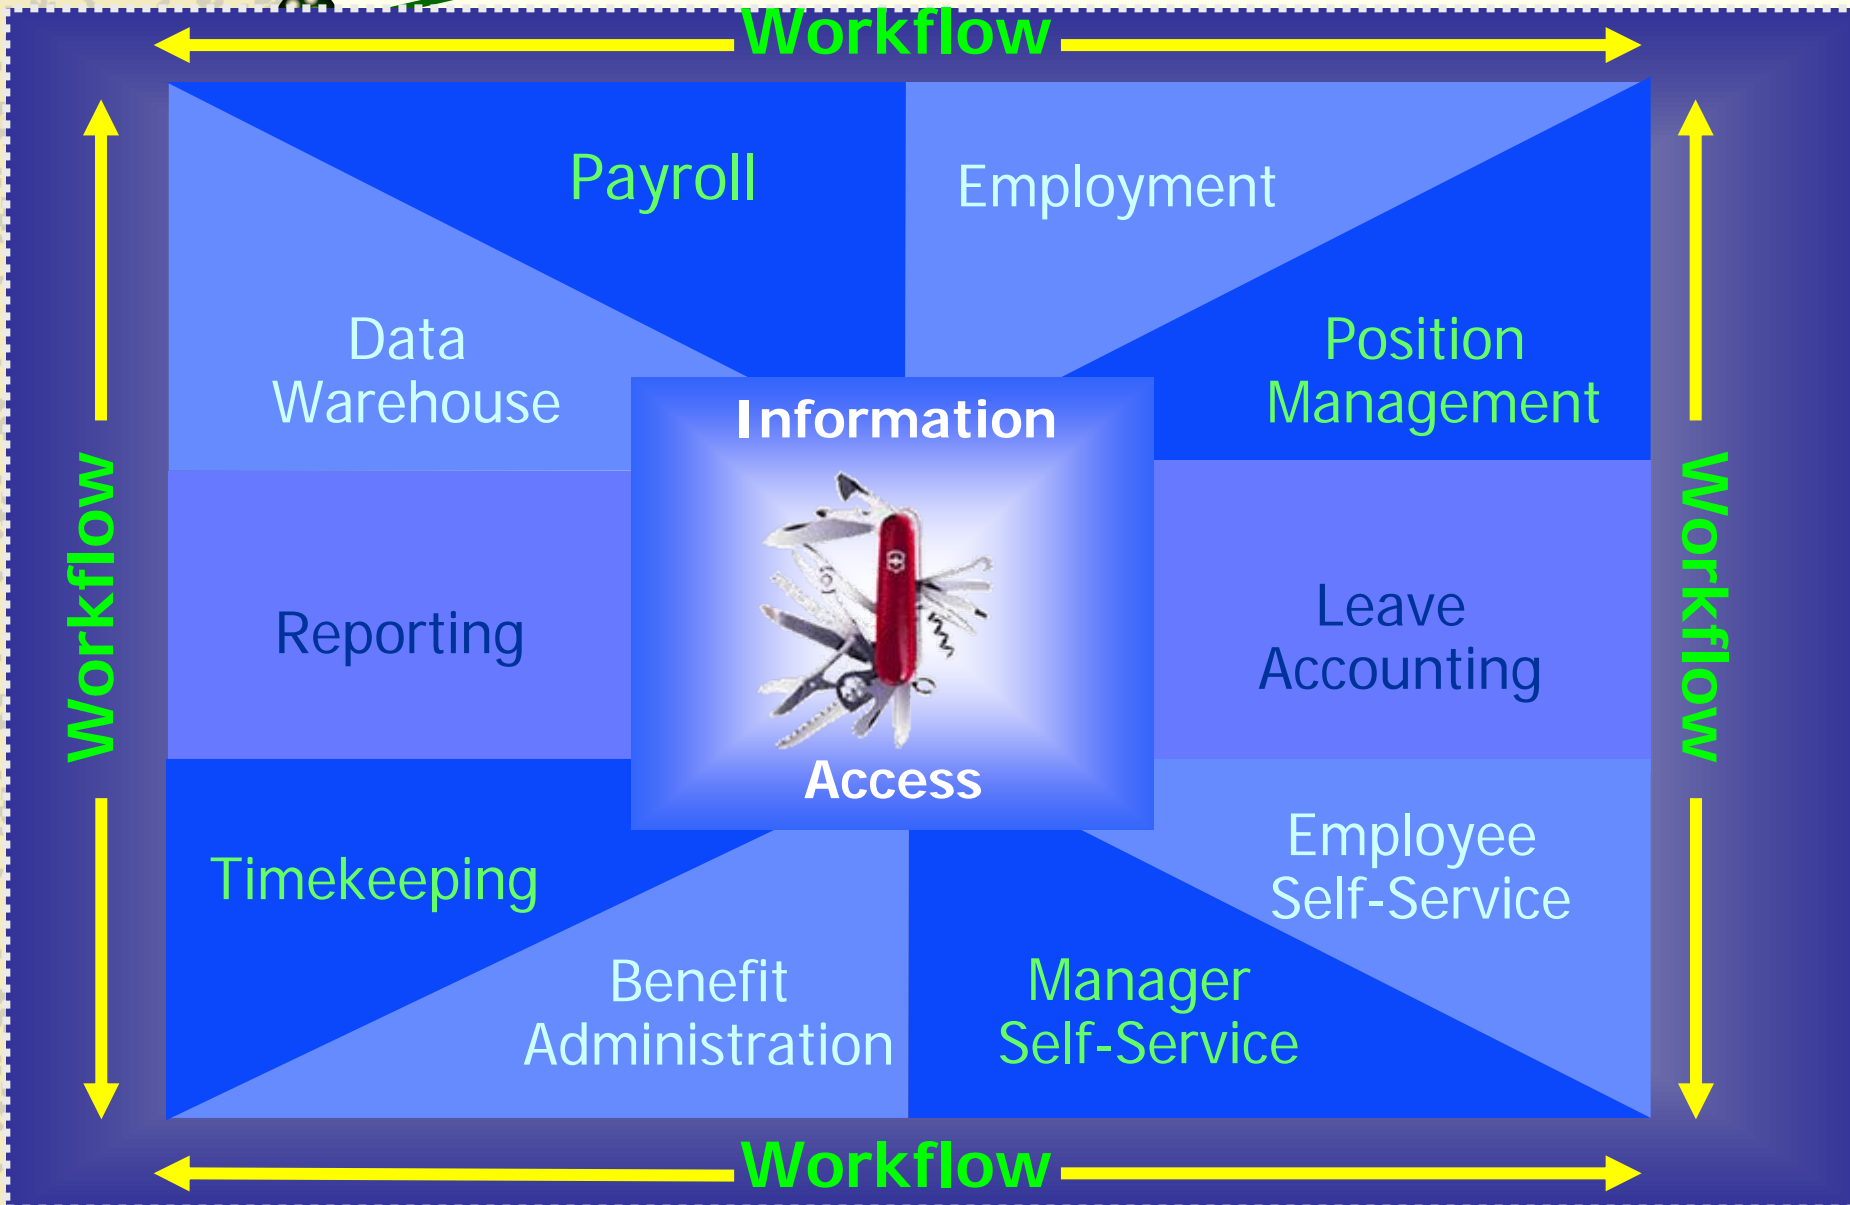 Workflow
Payroll
Employment
Data
Warehouse
Position
Management
Information
Workflow
Workflow
Reporting
Leave
Accounting
Access
Timekeeping
Employee
Self-Service
Benefit
Administration
Manager
Self-Service
Workflow